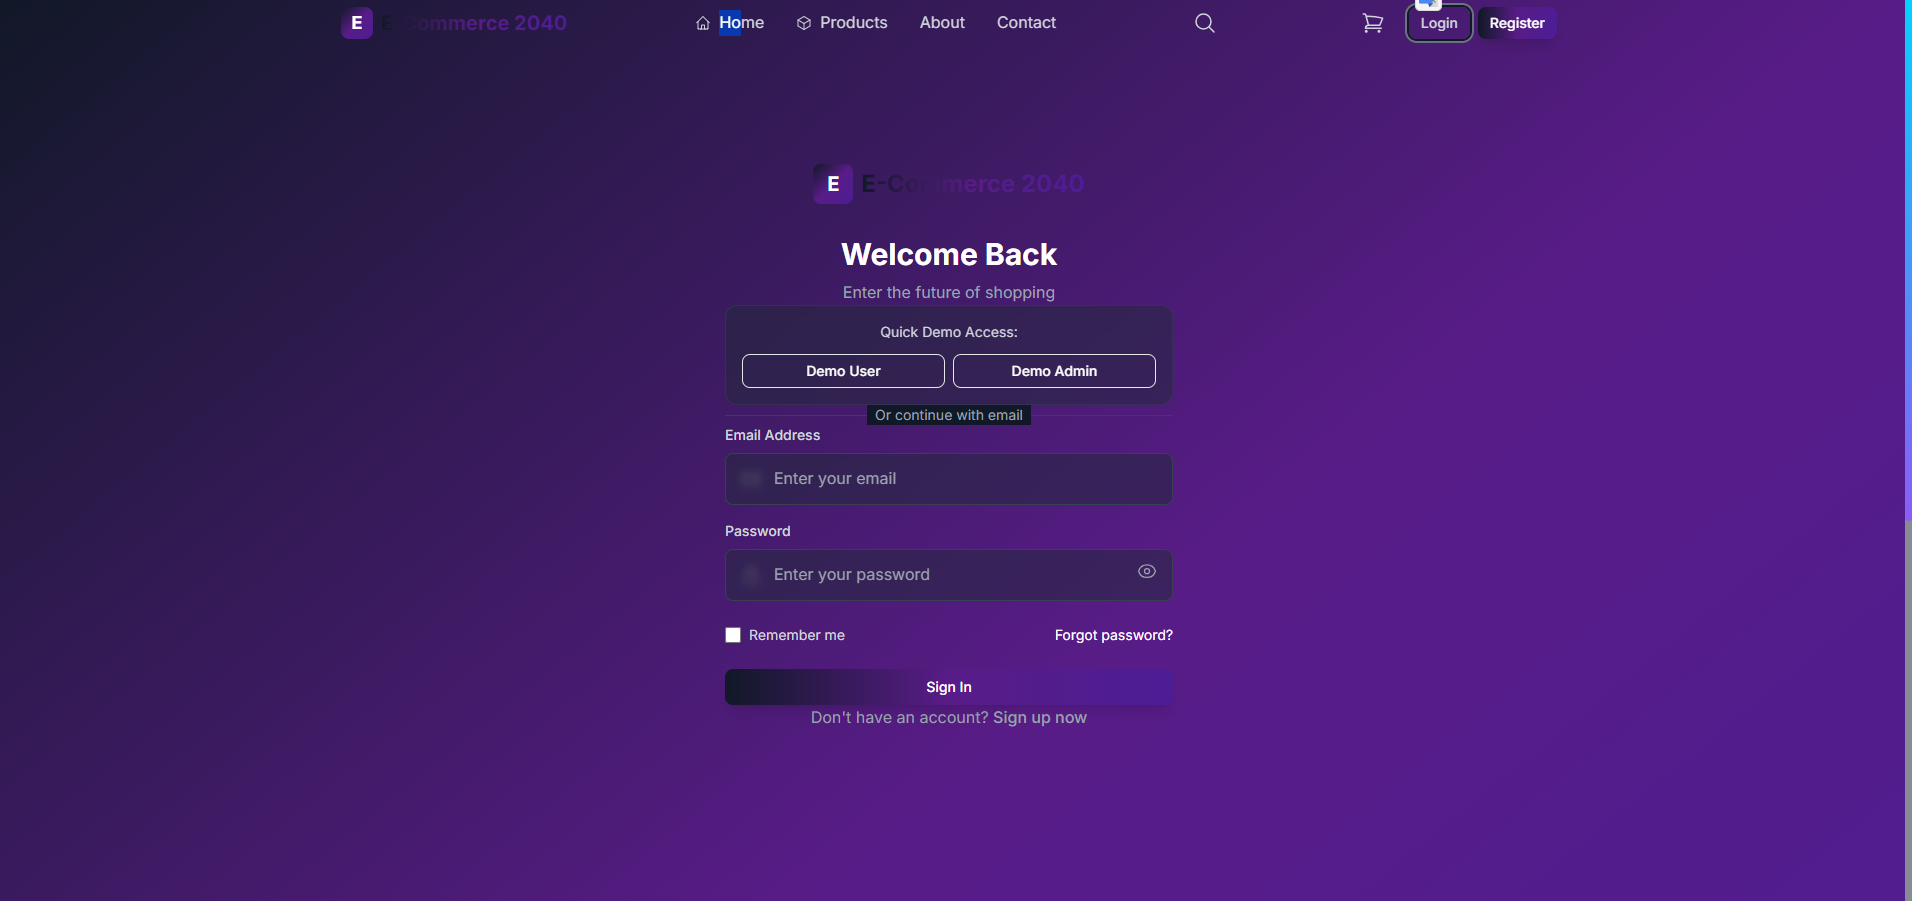 E E-Commerce 2040 Home Products About Contact Login Register
E E-Commerce 2040
Welcome Back
Enter the future of shopping
Quick Demo Access:
Demo User Demo Admin
Or continue with email
Email Address
Enter your email
Password
Enter your password
Remember me Forgot password?
Sign In
Don't have an account? Sign up now